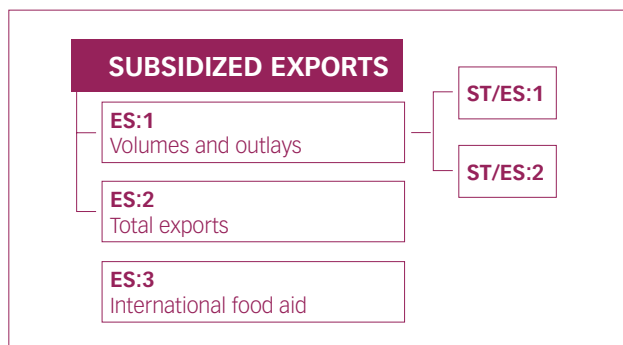 SUBSIDIZED EXPORTS
ES:1
Volumes and outlays
ST/ES:1
ST/ES:2
ES:2
Total exports
ES:3
International food aid